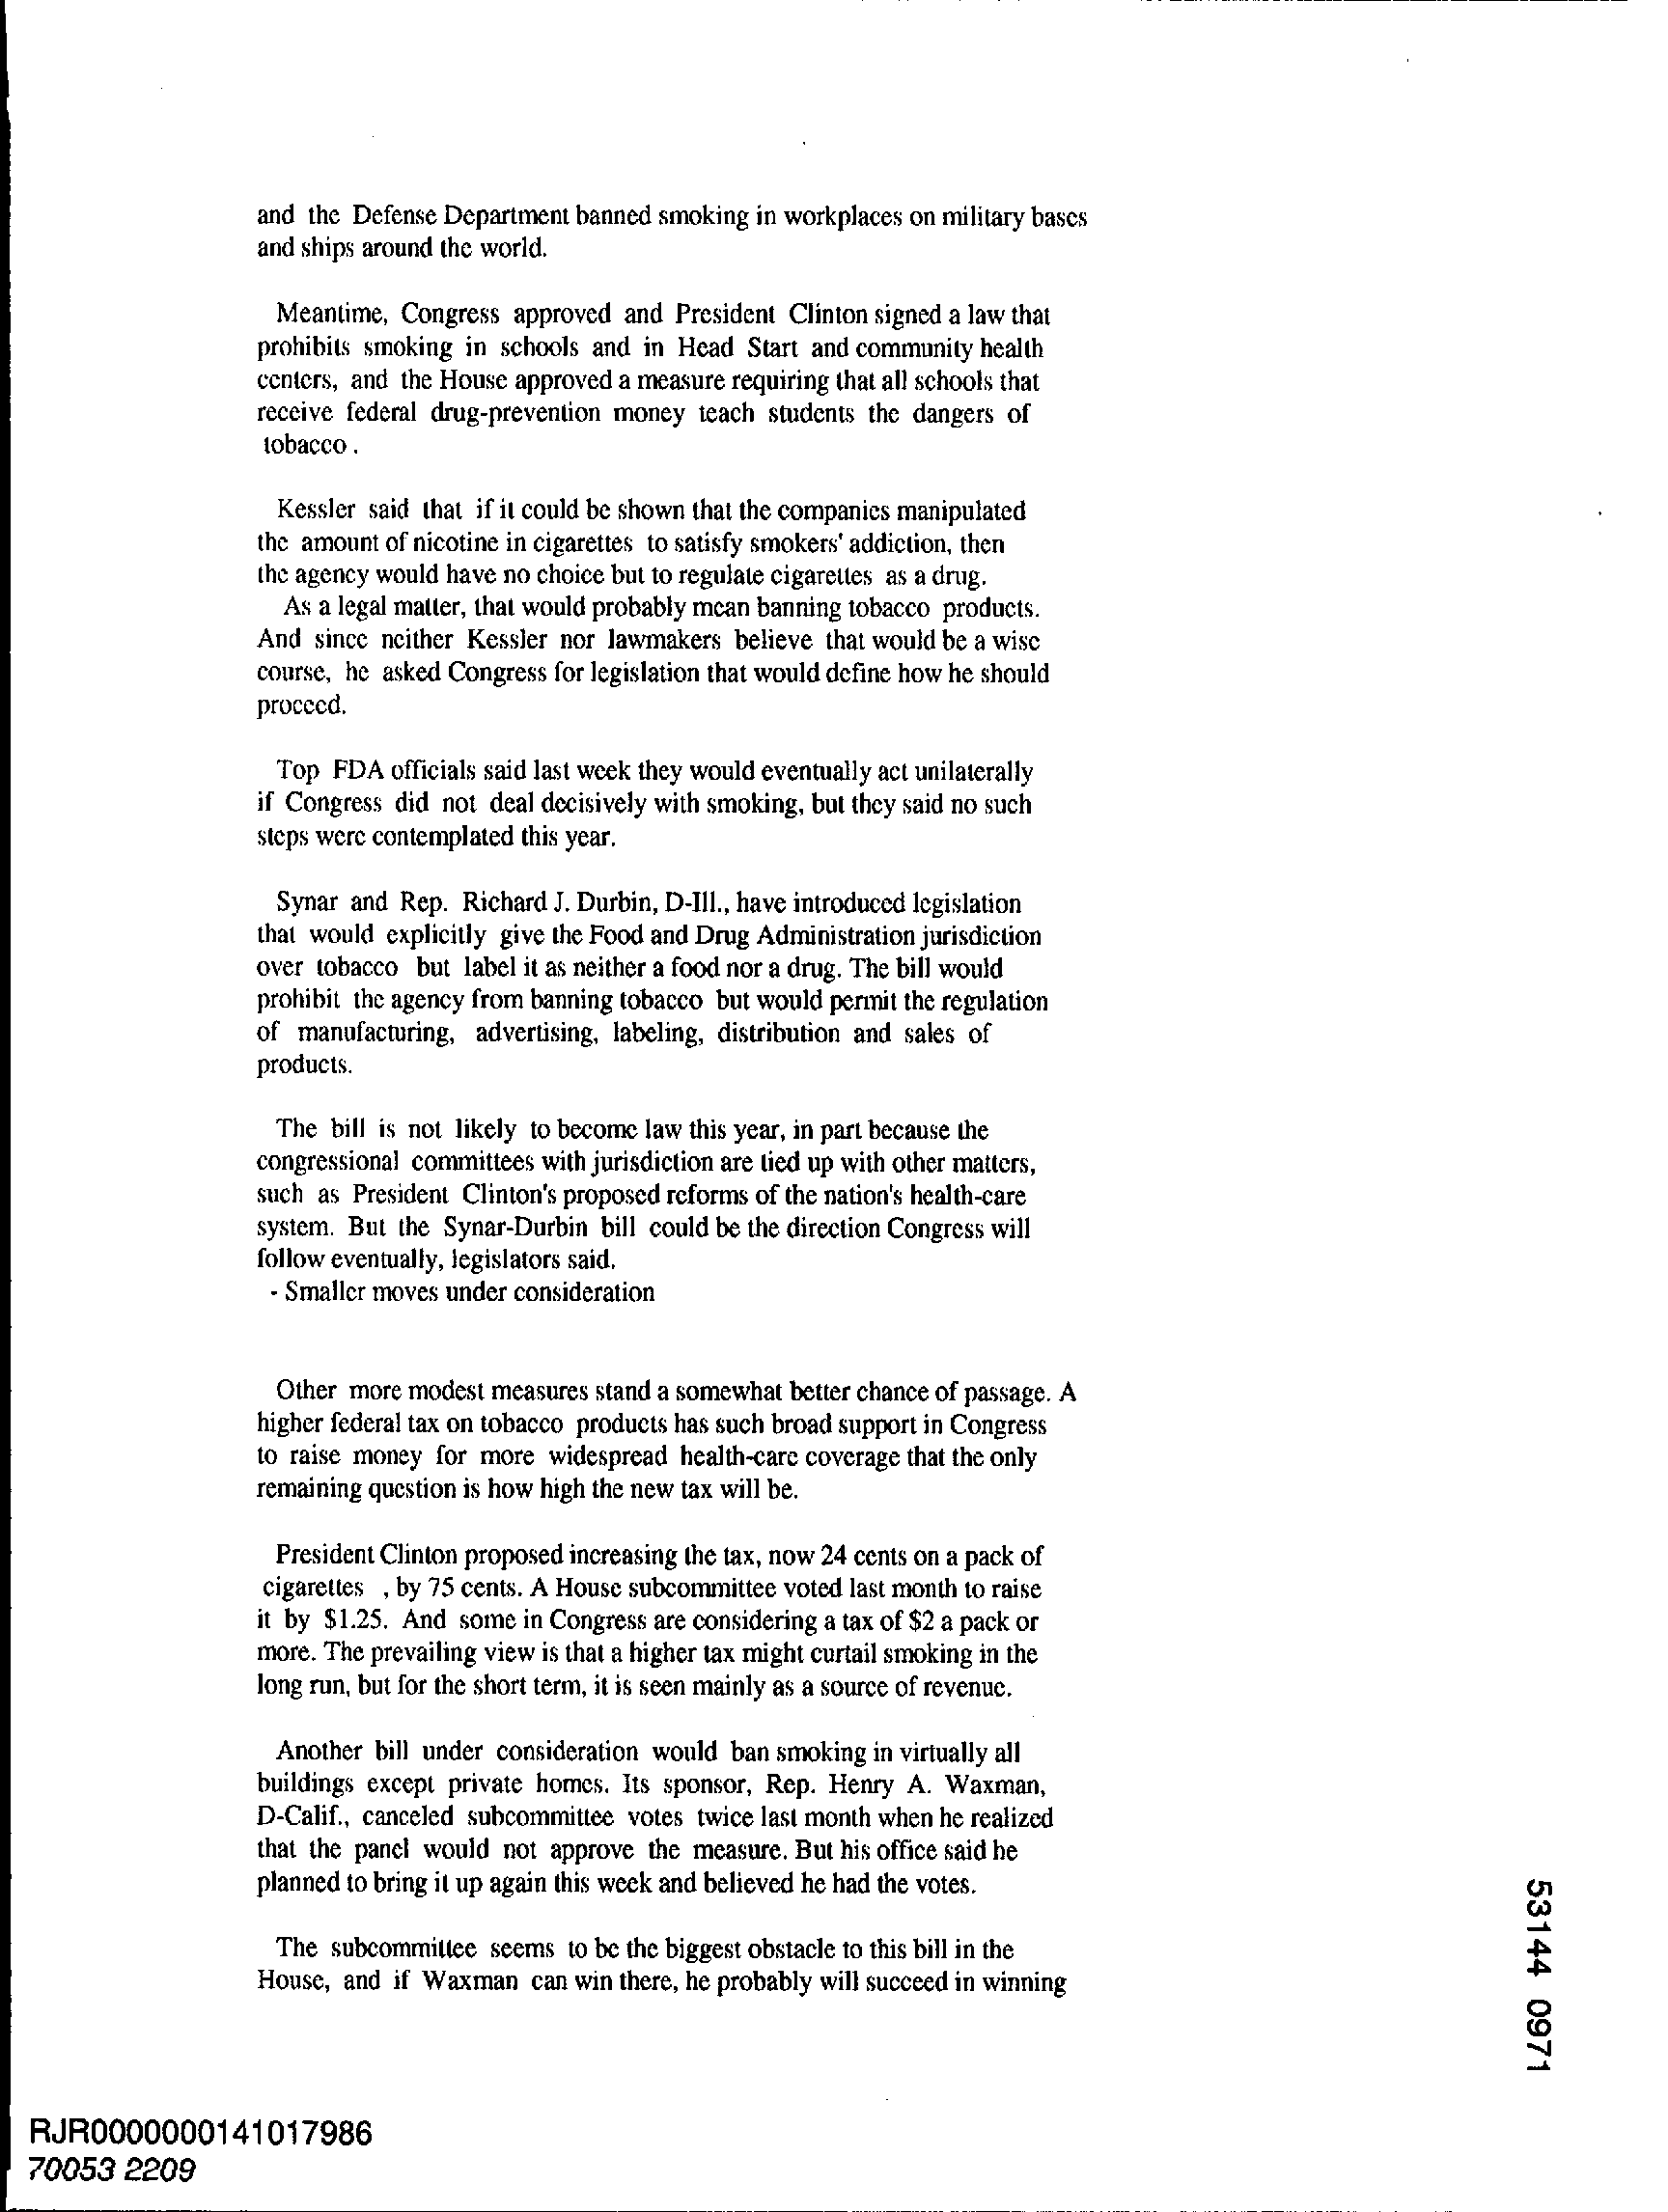 and the Defense Department banned smoking in workplaces on military bases
and ships around the world.
Meantime, Congress approved and President Clinton signed a law that
prohibits smoking in schools and in Head Start and community health
centers, and the House approved a measure requiring that all schools that
receive federal drug-prevention money teach students the dangers of
tobacco .
Kessler said that if it could be shown that the companies manipulated
the amount of nicotine in cigarettes to satisfy smokers' addiction, then
the agency would have no choice but to regulate cigarettes as a drug.
As a legal matter, that would probably mean banning tobacco products.
And since neither Kessler nor lawmakers believe that would be a wise
course, he asked Congress for legislation that would define how he should
proceed.
Top FDA officials said last week they would eventually act unilaterally
if Congress did not deal decisively with smoking, but they said no such
steps were contemplated this year.
Synar and Rep. Richard J. Durbin, D-Ill., have introduced legislation
that would explicitly give the Food and Drug Administration jurisdiction
over tobacco but label it as neither a food nor a drug. The bill would
prohibit the agency from banning tobacco but would permit the regulation
of manufacturing, advertising, labeling, distribution and sales of
products.
The bill is not likely to become law this year, in part because the
congressional committees with jurisdiction are tied up with other matters,
such as President Clinton's proposed reforms of the nation's health-care
system. But the Synar-Durbin bill could be the direction Congress will
follow eventually, legislators said.
- Smaller moves under consideration
Other more modest measures stand a somewhat better chance of passage. A
higher federal tax on tobacco products has such broad support in Congress
to raise money for more widespread health-care coverage that the only
remaining question is how high the new tax will be.
President Clinton proposed increasing the tax, now 24 cents on a pack of
cigarettes , by 75 cents. A House subcommittee voted last month to raise
it by $1.25. And some in Congress are considering a tax of $2 a pack or
more. The prevailing view is that a higher tax might curtail smoking in the
long run, but for the short term, it is seen mainly as a source of revenue.
Another bill under consideration would ban smoking in virtually all
buildings except private homes. Its sponsor, Rep. Henry A. Waxman,
D-Calif., canceled subcommittee votes twice last month when he realized
that the panel would not approve the measure. But his office said he
planned to bring it up again this week and believed he had the votes.
The subcommittee seems to be the biggest obstacle to this bill in the
House, and if Waxman can win there, he probably will succeed in winning
53144 0971
RJR0000000141017986
70053 2209